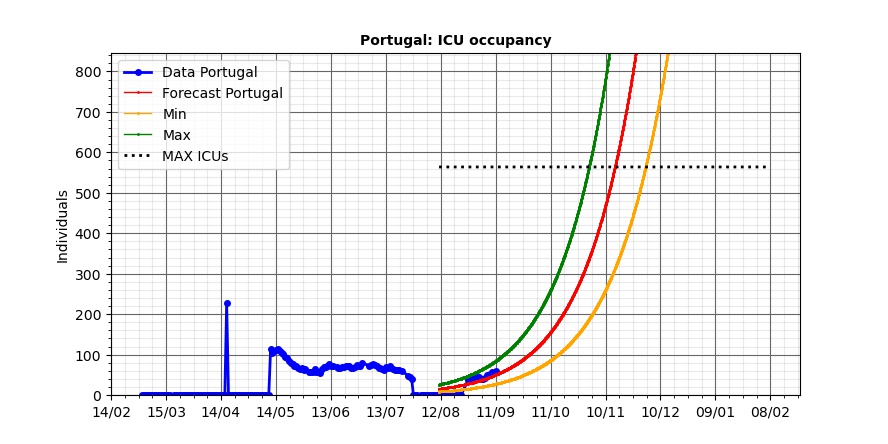 Portugal: ICU occupancy
Data Portugal
Forecast Portugal
Min
Max
MAX ICUs
Individuals
800
700
600
500
400
300
200
100
0
14/02 15/03 14/04 14/05 13/06 13/07 12/08 11/09 11/10 10/11 10/12 09/01 08/02